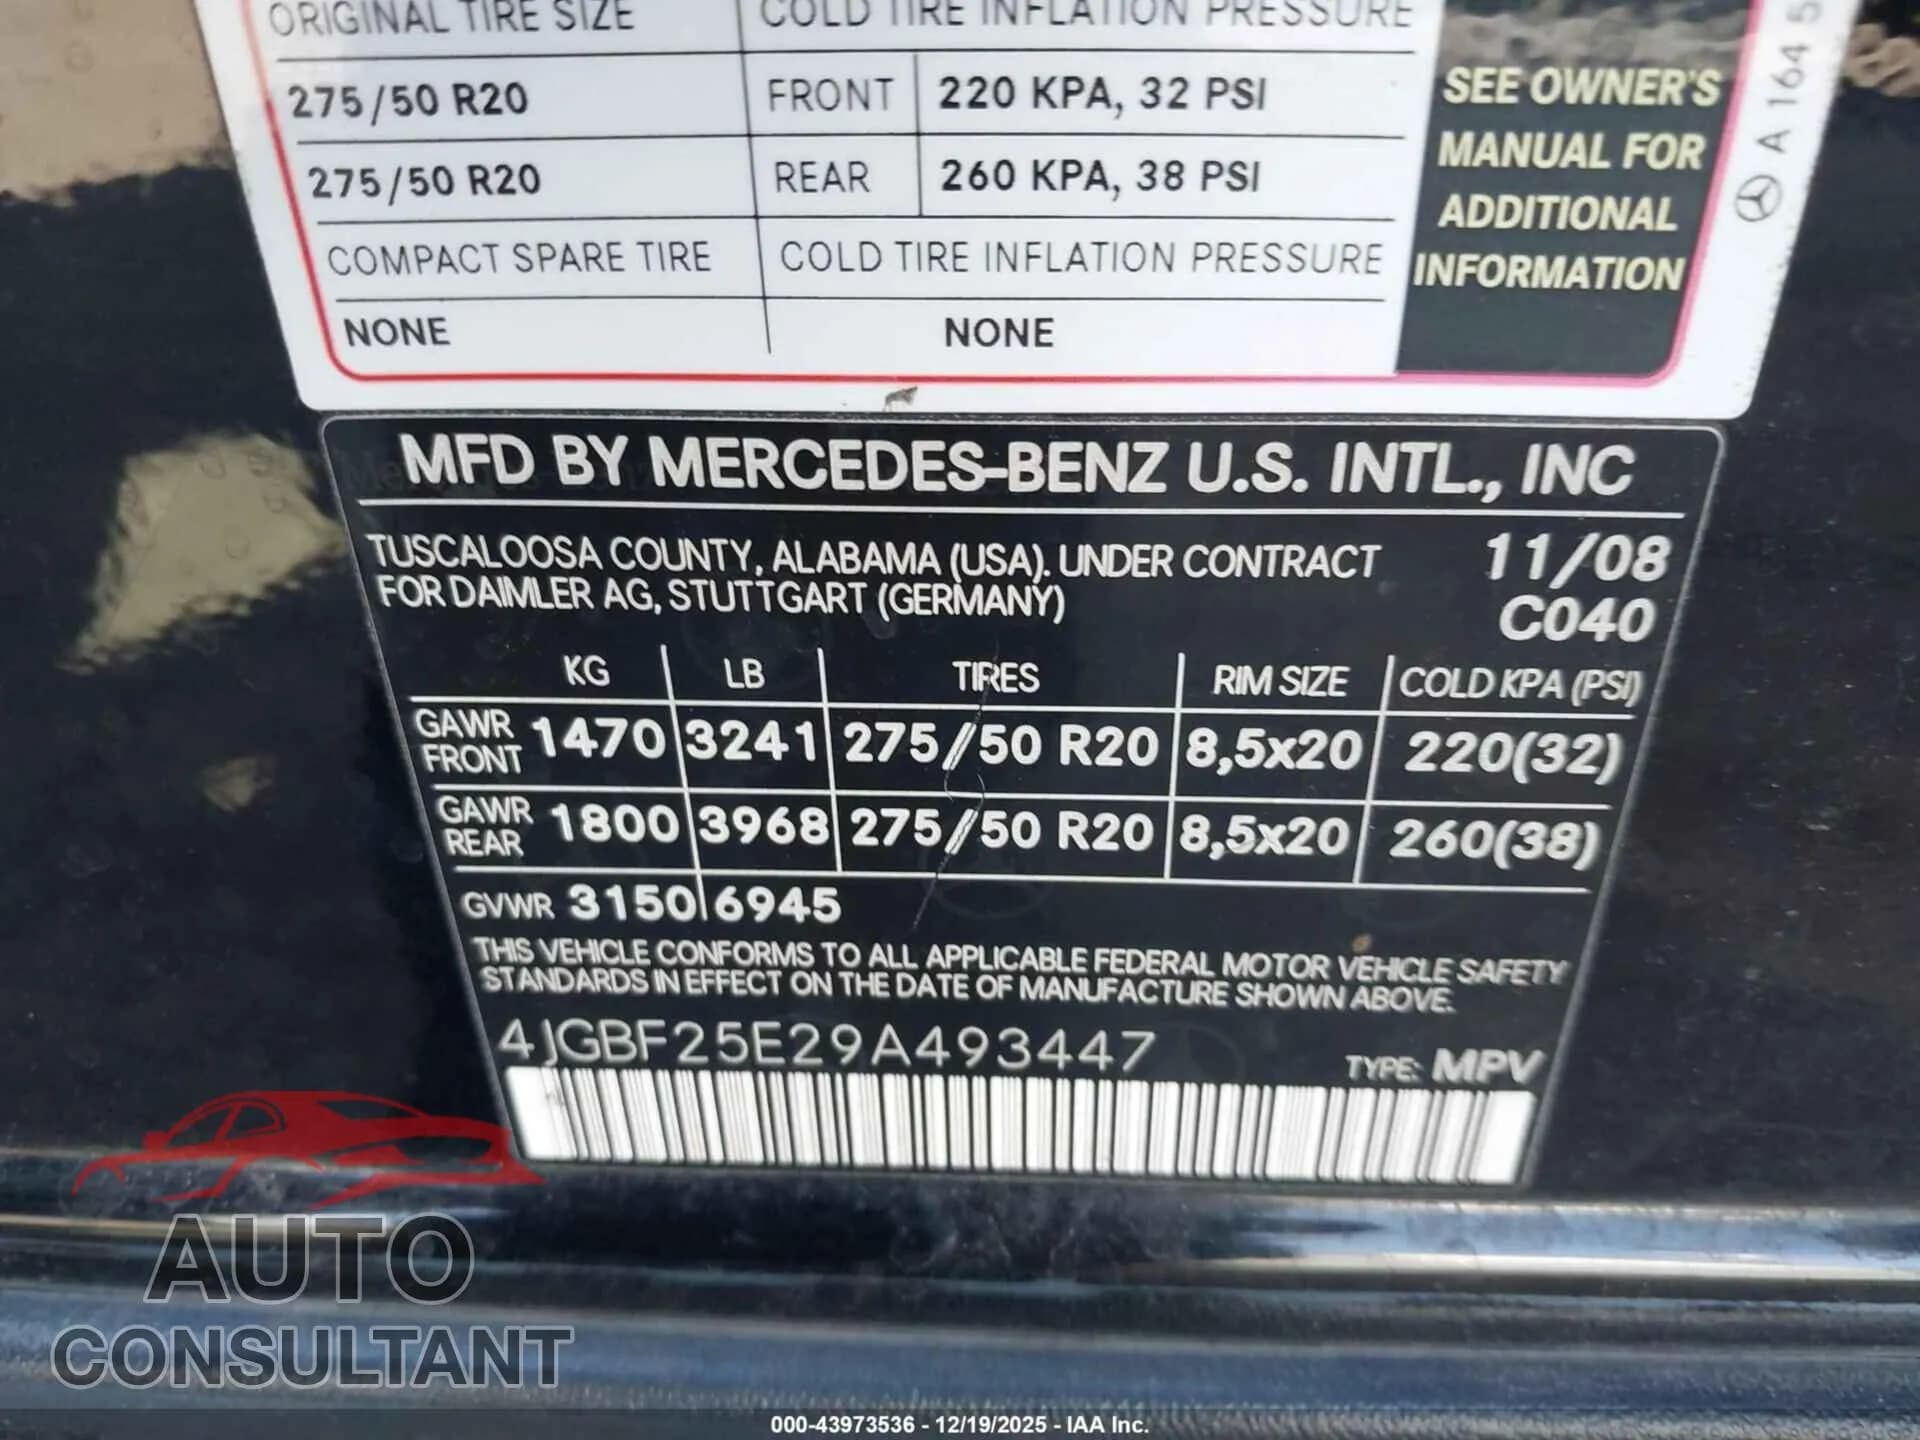 ORIGINAL TIRE SIZE COLD TIRE INFLATION PRESSURE
275/50 R20 FRONT 220 KPA, 32 PSI
275/50 R20 REAR 260 KPA, 38 PSI
COMPACT SPARE TIRE COLD TIRE INFLATION PRESSURE
NONE NONE
SEE OWNER'S
MANUAL FOR
ADDITIONAL
INFORMATION
A 164 5
MFD BY MERCEDES-BENZ U.S. INTL., INC
TUSCALOOSA COUNTY, ALABAMA (USA). UNDER CONTRACT 11/08
FOR DAIMLER AG, STUTTGART (GERMANY) C040
KG LB TIRES RIM SIZE COLD KPA (PSI)
GAWR FRONT 1470 3241 275/50 R20 8,5x20 220(32)
GAWR REAR 1800 3968 275/50 R20 8,5x20 260(38)
GVWR 3150 6945
THIS VEHICLE CONFORMS TO ALL APPLICABLE FEDERAL MOTOR VEHICLE SAFETY
STANDARDS IN EFFECT ON THE DATE OF MANUFACTURE SHOWN ABOVE.
4JGBF25E29A493447 TYPE: MPV
AUTO
CONSULTANT
000-43973536 - 12/19/2025 - IAA Inc.